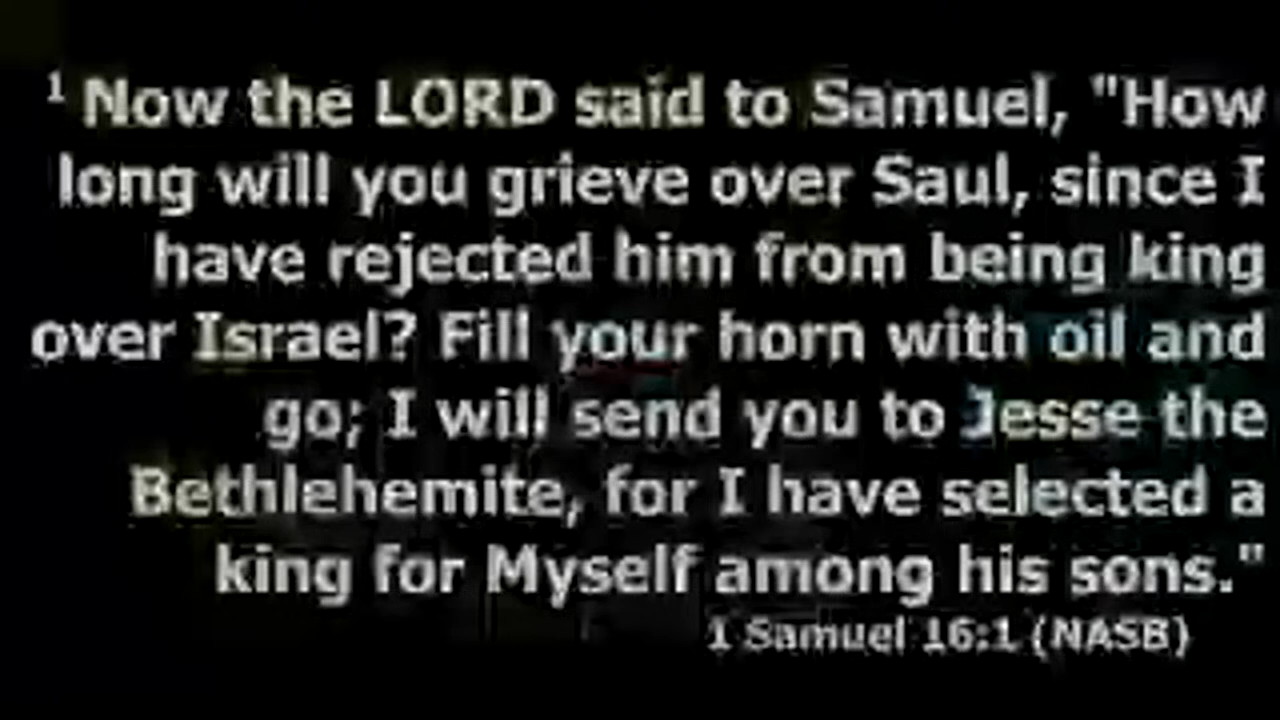 ¹ Now the LORD said to Samuel, "How
long will you grieve over Saul, since I
have rejected him from being king
over Israel? Fill your horn with oil and
go; I will send you to Jesse the
Bethlehemite, for I have selected a
king for Myself among his sons."
1 Samuel 16:1 (NASB)